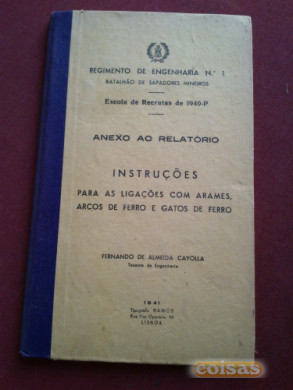 REGIMENTO DE ENGENHARIA N.º 1
BATALHÃO DE SAPADORES MINEIROS
Escola de Recrutas de 1940-P
ANEXO AO RELATÓRIO
INSTRUÇÕES
PARA AS LIGAÇÕES COM ARAMES,
ARCOS DE FERRO E GATOS DE FERRO
FERNANDO DE ALMEIDA CAYOLLA
Tenente de Engenharia
1941
Tipografia RAMOS
LISBOA
coisas